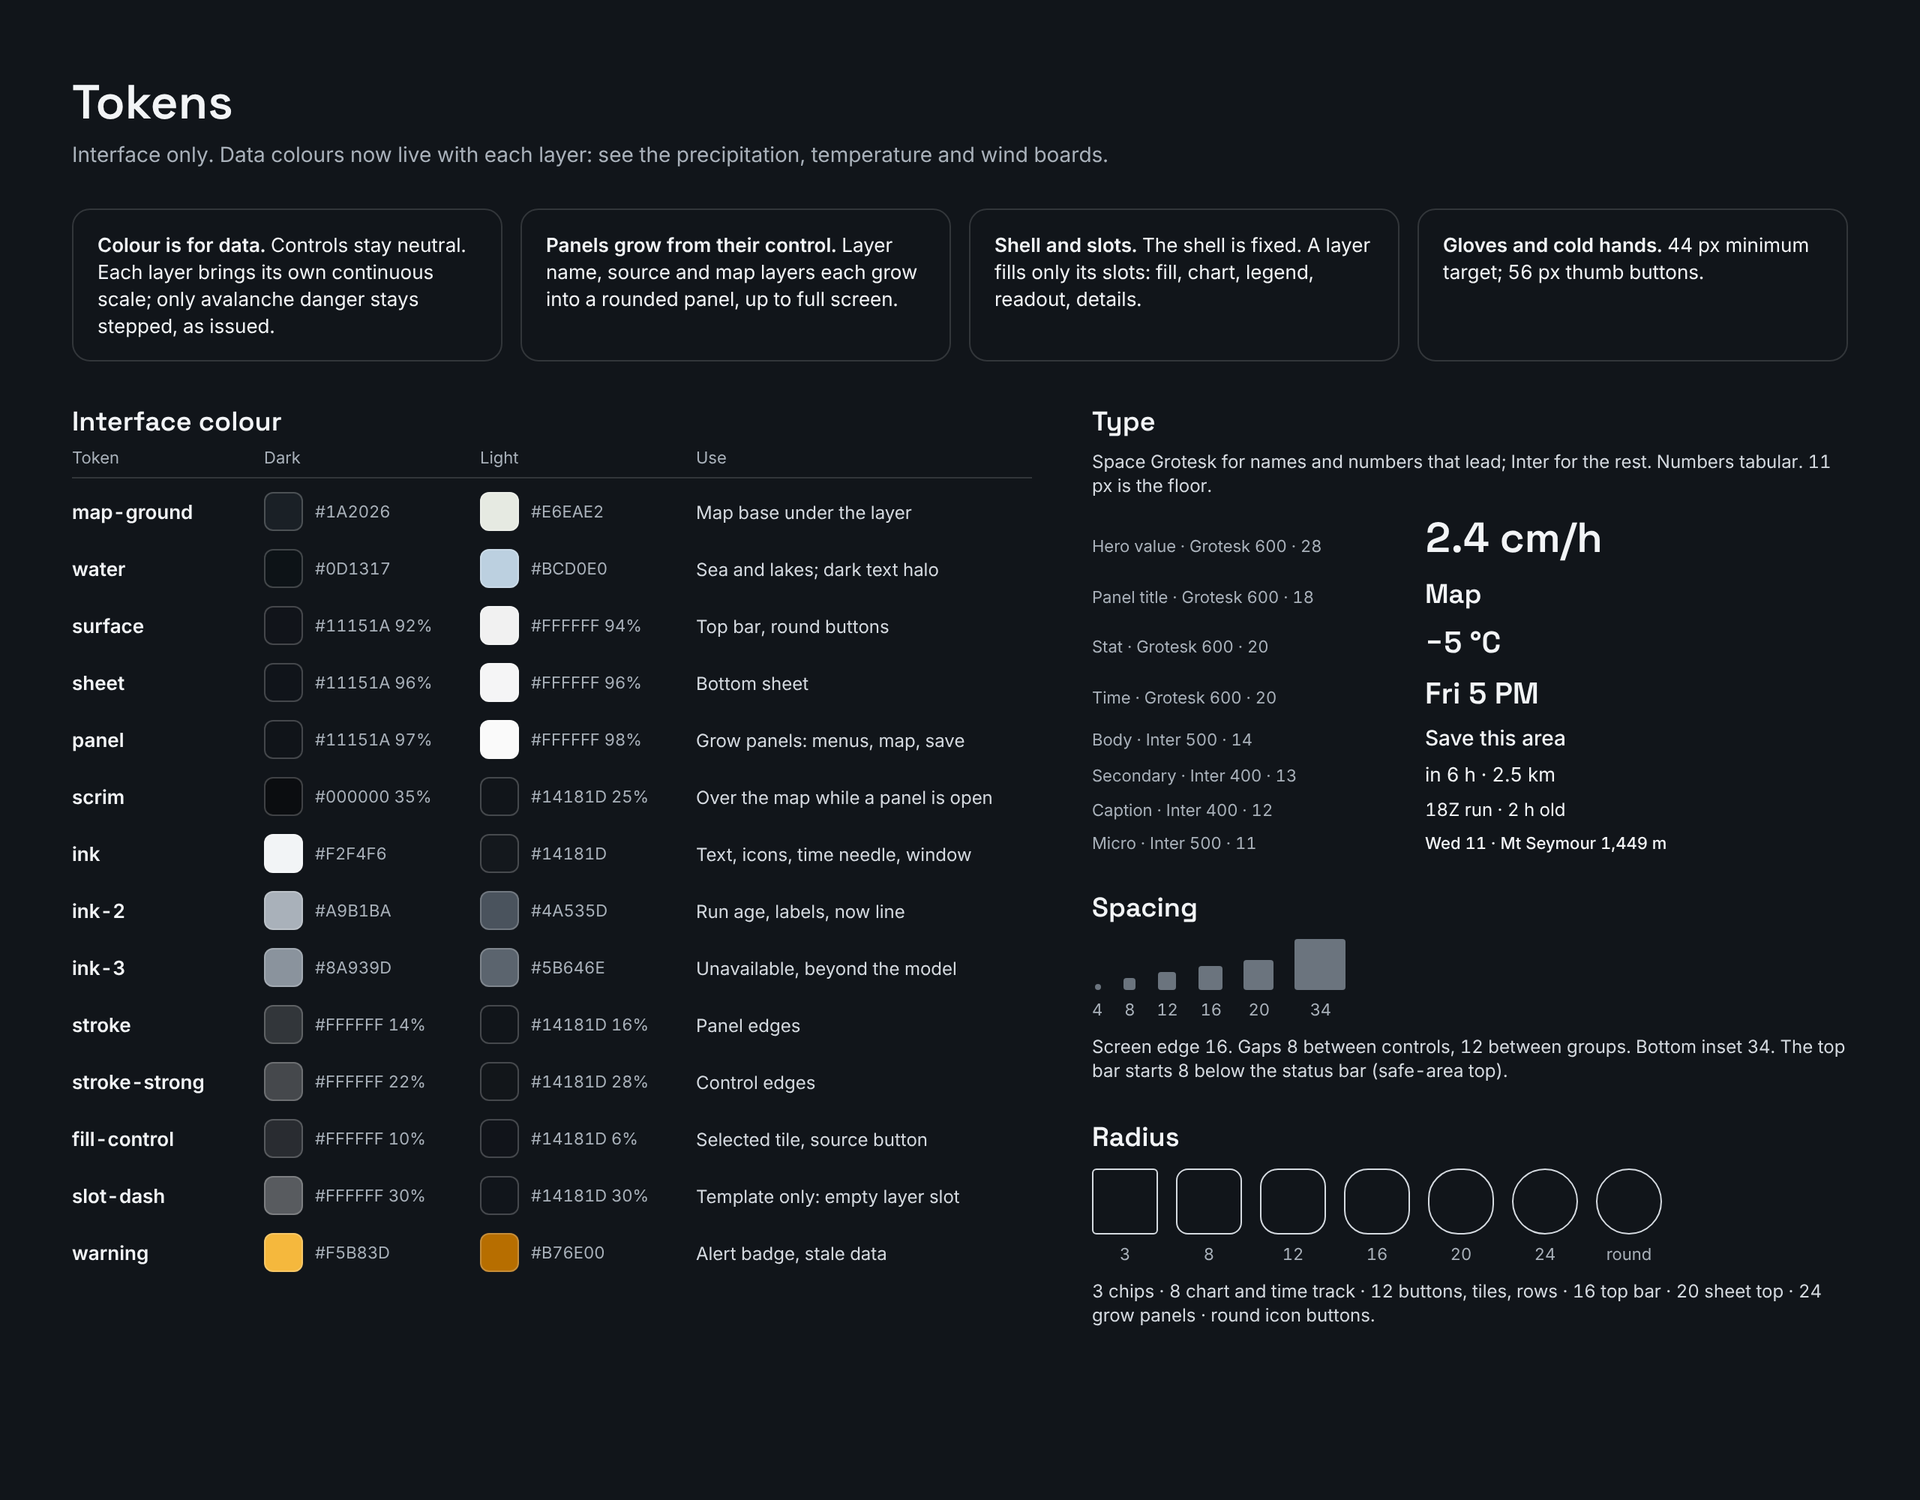 Tokens
Interface only. Data colours now live with each layer: see the precipitation, temperature and wind boards.
Colour is for data. Controls stay neutral.
Each layer brings its own continuous
scale; only avalanche danger stays
stepped, as issued.
Panels grow from their control. Layer
name, source and map layers each grow
into a rounded panel, up to full screen.
Shell and slots. The shell is fixed. A layer
fills only its slots: fill, chart, legend,
readout, details.
Gloves and cold hands. 44 px minimum
target; 56 px thumb buttons.
Interface colour
Token Dark Light Use
map-ground #1A2026 #E6EAE2 Map base under the layer
water #0D1317 #BCD0E0 Sea and lakes; dark text halo
surface #11151A 92% #FFFFFF 94% Top bar, round buttons
sheet #11151A 96% #FFFFFF 96% Bottom sheet
panel #11151A 97% #FFFFFF 98% Grow panels: menus, map, save
scrim #000000 35% #14181D 25% Over the map while a panel is open
ink #F2F4F6 #14181D Text, icons, time needle, window
ink-2 #A9B1BA #4A535D Run age, labels, now line
ink-3 #8A939D #5B646E Unavailable, beyond the model
stroke #FFFFFF 14% #14181D 16% Panel edges
stroke-strong #FFFFFF 22% #14181D 28% Control edges
fill-control #FFFFFF 10% #14181D 6% Selected tile, source button
slot-dash #FFFFFF 30% #14181D 30% Template only: empty layer slot
warning #F5B83D #B76E00 Alert badge, stale data
Type
Space Grotesk for names and numbers that lead; Inter for the rest. Numbers tabular. 11
px is the floor.
Hero value · Grotesk 600 · 28 2.4 cm/h
Panel title · Grotesk 600 · 18 Map
Stat · Grotesk 600 · 20 −5 °C
Time · Grotesk 600 · 20 Fri 5 PM
Body · Inter 500 · 14 Save this area
Secondary · Inter 400 · 13 in 6 h · 2.5 km
Caption · Inter 400 · 12 18Z run · 2 h old
Micro · Inter 500 · 11 Wed 11 · Mt Seymour 1,449 m
Spacing
4 8 12 16 20 34
Screen edge 16. Gaps 8 between controls, 12 between groups. Bottom inset 34. The top
bar starts 8 below the status bar (safe-area top).
Radius
3 8 12 16 20 24 round
3 chips · 8 chart and time track · 12 buttons, tiles, rows · 16 top bar · 20 sheet top · 24
grow panels · round icon buttons.